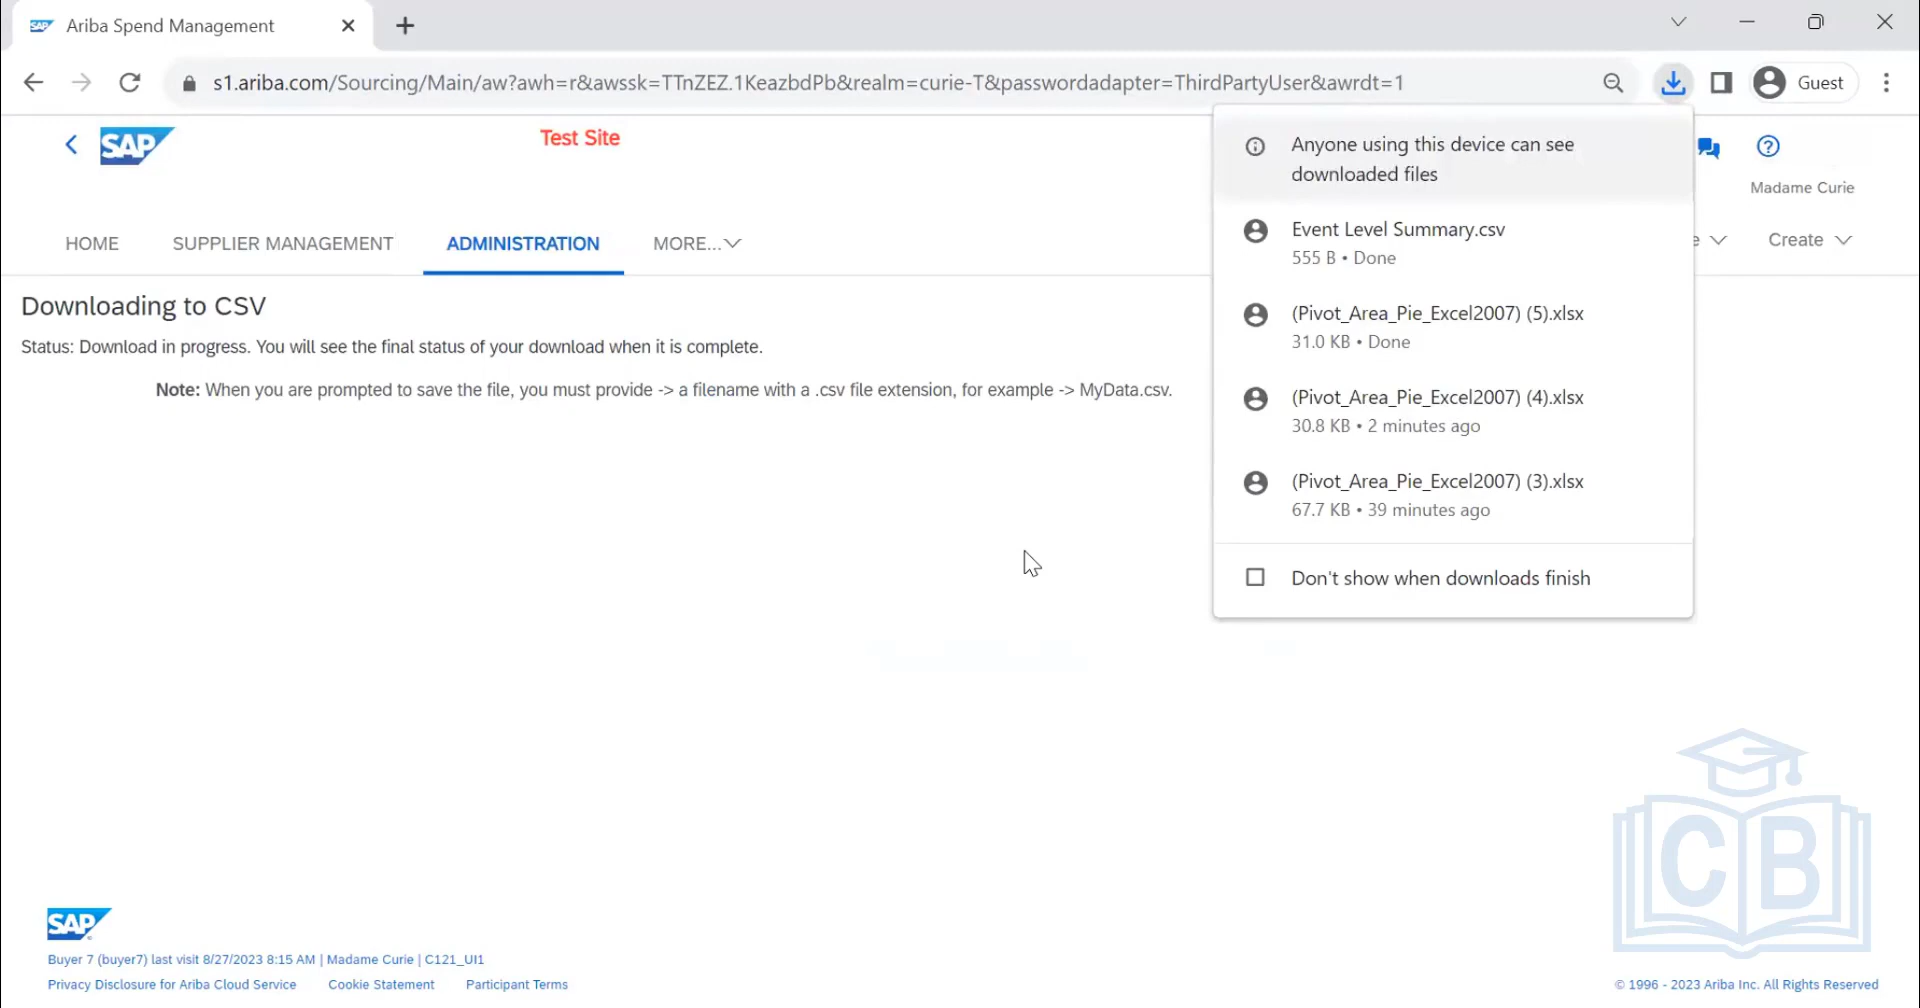 Ariba Spend Management
s1.ariba.com/Sourcing/Main/aw?awh=r&awssk=TTnZEZ.1KeazbdPb&realm=curie-T&passwordadapter=ThirdPartyUser&awrdt=1
Guest
SAP
Test Site
Madame Curie
HOME
SUPPLIER MANAGEMENT
ADMINISTRATION
MORE...
e
Create
Anyone using this device can see
downloaded files
Event Level Summary.csv
555 B • Done
(Pivot_Area_Pie_Excel2007) (5).xlsx
31.0 KB • Done
(Pivot_Area_Pie_Excel2007) (4).xlsx
30.8 KB • 2 minutes ago
(Pivot_Area_Pie_Excel2007) (3).xlsx
67.7 KB • 39 minutes ago
Don't show when downloads finish
Downloading to CSV
Status: Download in progress. You will see the final status of your download when it is complete.
Note: When you are prompted to save the file, you must provide -> a filename with a .csv file extension, for example -> MyData.csv.
CB
SAP
Buyer 7 (buyer7) last visit 8/27/2023 8:15 AM | Madame Curie | C121_UI1
Privacy Disclosure for Ariba Cloud Service
Cookie Statement
Participant Terms
© 1996 - 2023 Ariba Inc. All Rights Reserved